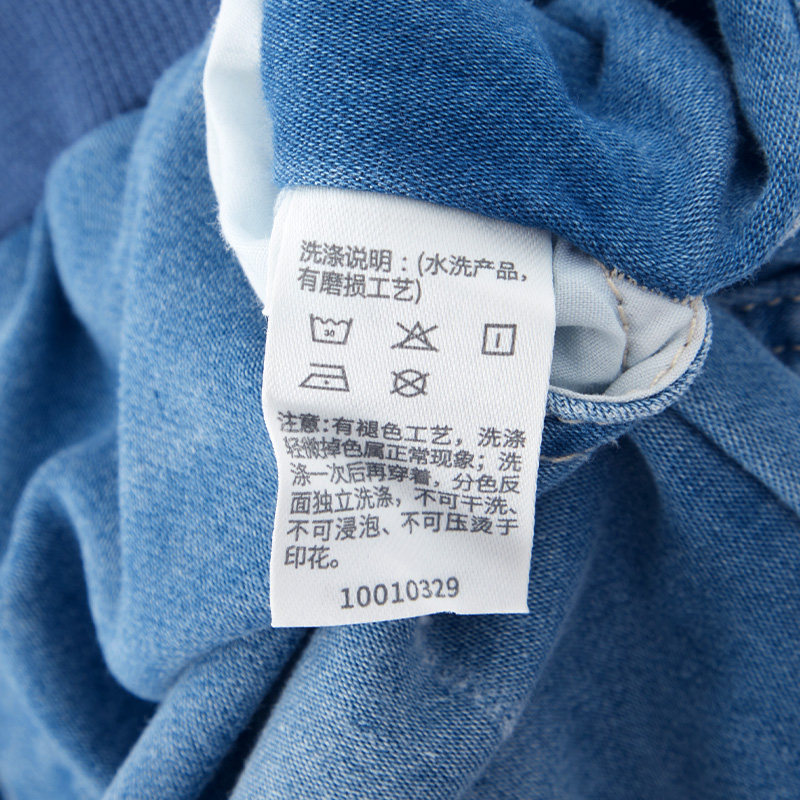 洗涤说明：(水洗产品,
有磨损工艺)
30
注意：有褪色工艺，洗涤
轻微掉色属正常现象；洗
涤一次后再穿着，分色反
面独立洗涤，不可干洗、
不可浸泡、不可压烫于
印花。
10010329